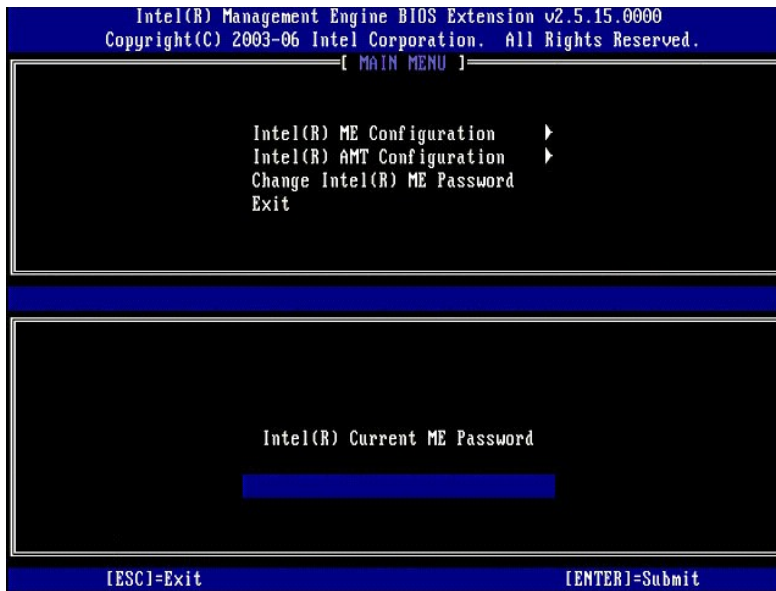 Intel(R) Management Engine BIOS Extension v2.5.15.0000
Copyright(C) 2003-06 Intel Corporation. All Rights Reserved.
[ MAIN MENU ]
Intel(R) ME Configuration
Intel(R) AMT Configuration
Change Intel(R) ME Password
Exit
Intel(R) Current ME Password
[ESC]=Exit [ENTER]=Submit